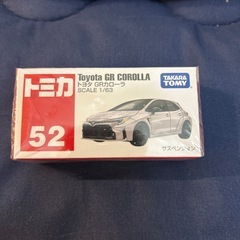 トミカ
52
Toyota GR COROLLA
トヨタ GRカローラ
SCALE 1/63
TAKARA
TOMY
サスペンション